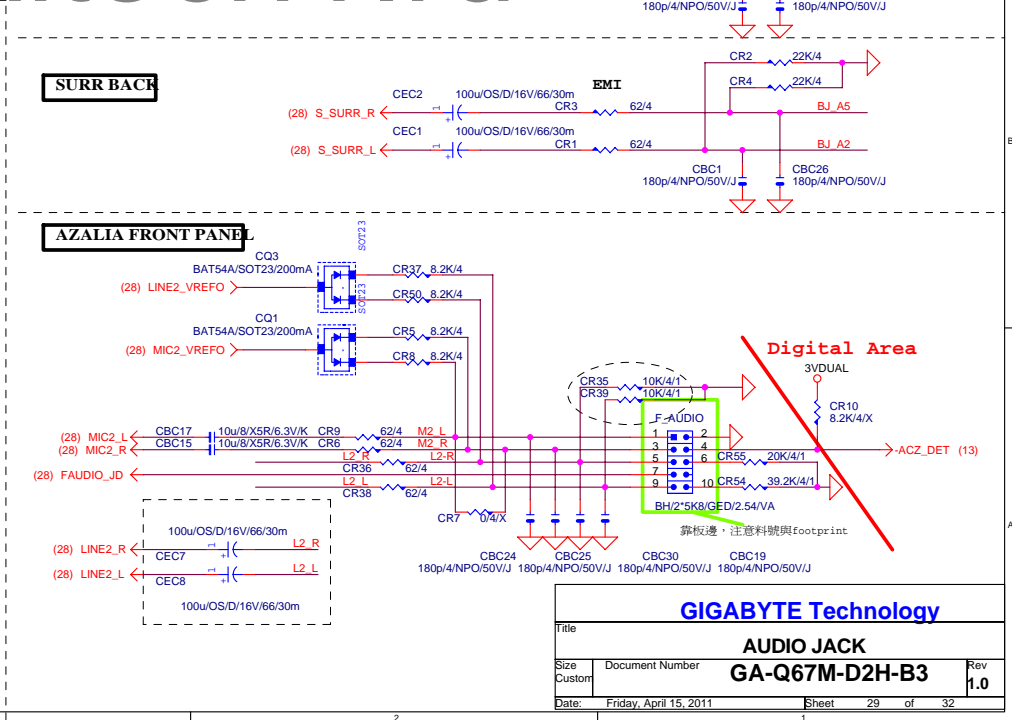 180p/4/NPO/50V/J 180p/4/NPO/50V/J
SURR BACK
CR2 22K/4
CR4 22K/4
EMI
CEC2 100u/OS/D/16V/66/30m
(28) S_SURR_R 1 + CR3 62/4 BJ_A5
CEC1 100u/OS/D/16V/66/30m
(28) S_SURR_L 1 + CR1 62/4 BJ_A2
CBC1 CBC26
180p/4/NPO/50V/J 180p/4/NPO/50V/J
AZALIA FRONT PANEL
SOT23
CQ3
BAT54A/SOT23/200mA
CR37 8.2K/4
(28) LINE2_VREFO
CR50 8.2K/4
SOT23
CQ1
BAT54A/SOT23/200mA
CR5 8.2K/4
(28) MIC2_VREFO
CR8 8.2K/4
Digital Area
3VDUAL
CR35 10K/4/1
CR39 10K/4/1
CR10
8.2K/4/X
F_AUDIO
(28) MIC2_L CBC17 10u/8/X5R/6.3V/K CR9 62/4 M2_L 1 2
(28) MIC2_R CBC15 10u/8/X5R/6.3V/K CR6 62/4 M2_R 3 4 -ACZ_DET (13)
L2_R L2-R 5 6 CR55 20K/4/1
(28) FAUDIO_JD CR36 62/4 7
L2_L L2-L 9 10 CR54 39.2K/4/1
CR38 62/4
CR7 0/4/X
BH/2*5K8/GED/2.54/VA
靠板邊，注意料號與footprint
100u/OS/D/16V/66/30m
(28) LINE2_R 1 + L2_R
CEC7
(28) LINE2_L 1 + L2_L
CEC8
100u/OS/D/16V/66/30m
CBC24 CBC25 CBC30 CBC19
180p/4/NPO/50V/J 180p/4/NPO/50V/J 180p/4/NPO/50V/J 180p/4/NPO/50V/J
GIGABYTE Technology
Title
AUDIO JACK
Size Document Number Rev
Custom GA-Q67M-D2H-B3 1.0
Date: Friday, April 15, 2011 Sheet 29 of 32
B
A
2 1